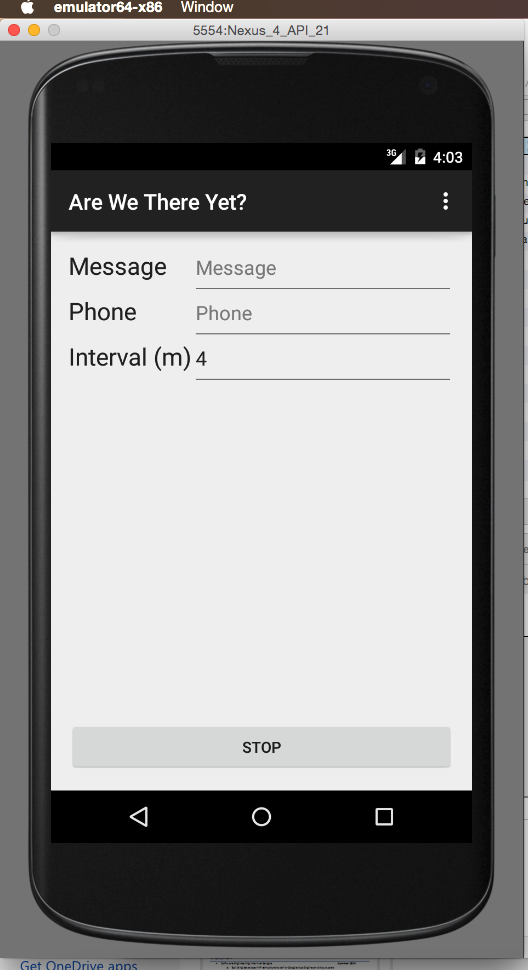 emulator64-x86 Window
5554:Nexus_4_API_21
3G 4:03
Are We There Yet?
Message Message
Phone Phone
Interval (m) 4
STOP
Get OneDrive apps